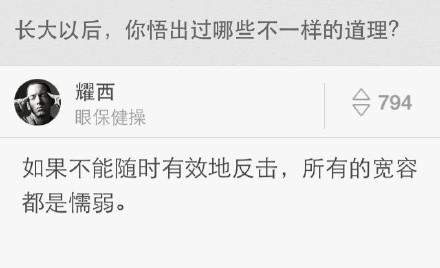 长大以后，你悟出过哪些不一样的道理？
耀西
眼保健操
794
如果不能随时有效地反击，所有的宽容
都是懦弱。